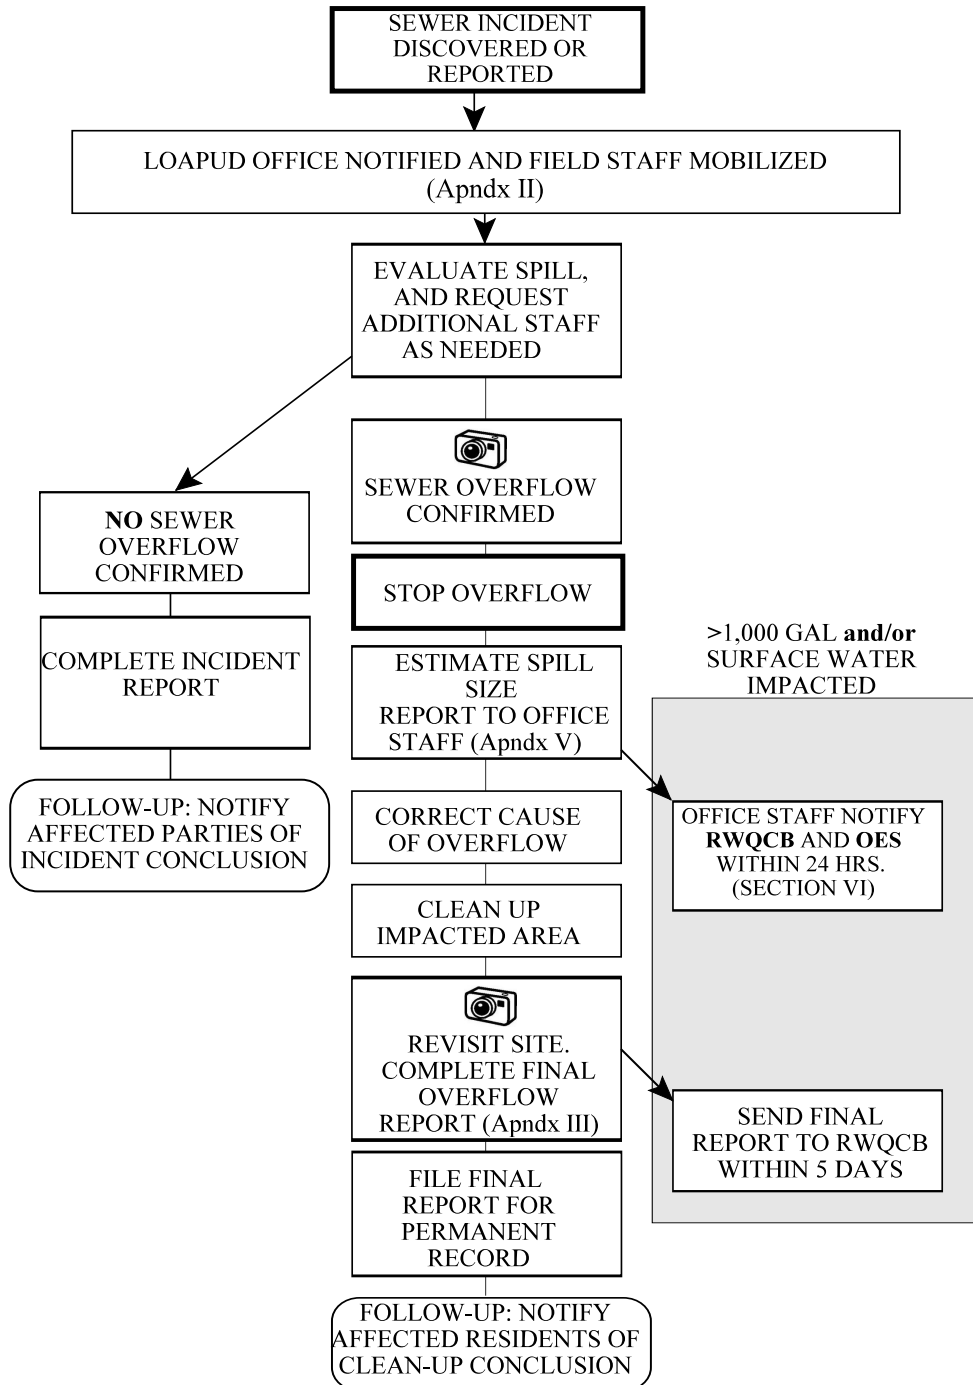 SEWER INCIDENT
DISCOVERED OR
REPORTED
LOAPUD OFFICE NOTIFIED AND FIELD STAFF MOBILIZED
(Apndx II)
EVALUATE SPILL,
AND REQUEST
ADDITIONAL STAFF
AS NEEDED
SEWER OVERFLOW
CONFIRMED
NO SEWER
OVERFLOW
CONFIRMED
COMPLETE INCIDENT
REPORT
FOLLOW-UP: NOTIFY
AFFECTED PARTIES OF
INCIDENT CONCLUSION
STOP OVERFLOW
ESTIMATE SPILL
SIZE
REPORT TO OFFICE
STAFF (Apndx V)
>1,000 GAL and/or
SURFACE WATER
IMPACTED
OFFICE STAFF NOTIFY
RWQCB AND OES
WITHIN 24 HRS.
(SECTION VI)
CORRECT CAUSE
OF OVERFLOW
CLEAN UP
IMPACTED AREA
REVISIT SITE.
COMPLETE FINAL
OVERFLOW
REPORT (Apndx III)
SEND FINAL
REPORT TO RWQCB
WITHIN 5 DAYS
FILE FINAL
REPORT FOR
PERMANENT
RECORD
FOLLOW-UP: NOTIFY
AFFECTED RESIDENTS OF
CLEAN-UP CONCLUSION